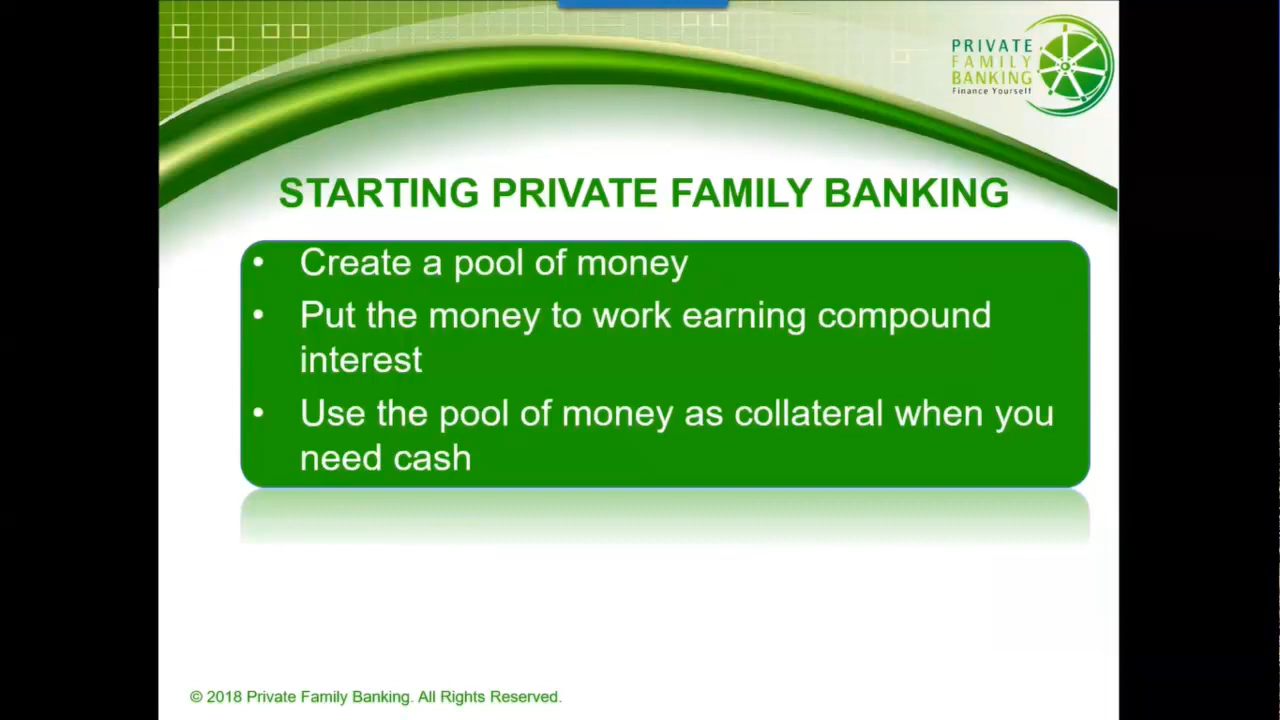 PRIVATE
FAMILY
BANKING
Finance Yourself
STARTING PRIVATE FAMILY BANKING
• Create a pool of money
• Put the money to work earning compound
interest
• Use the pool of money as collateral when you
need cash
© 2018 Private Family Banking. All Rights Reserved.